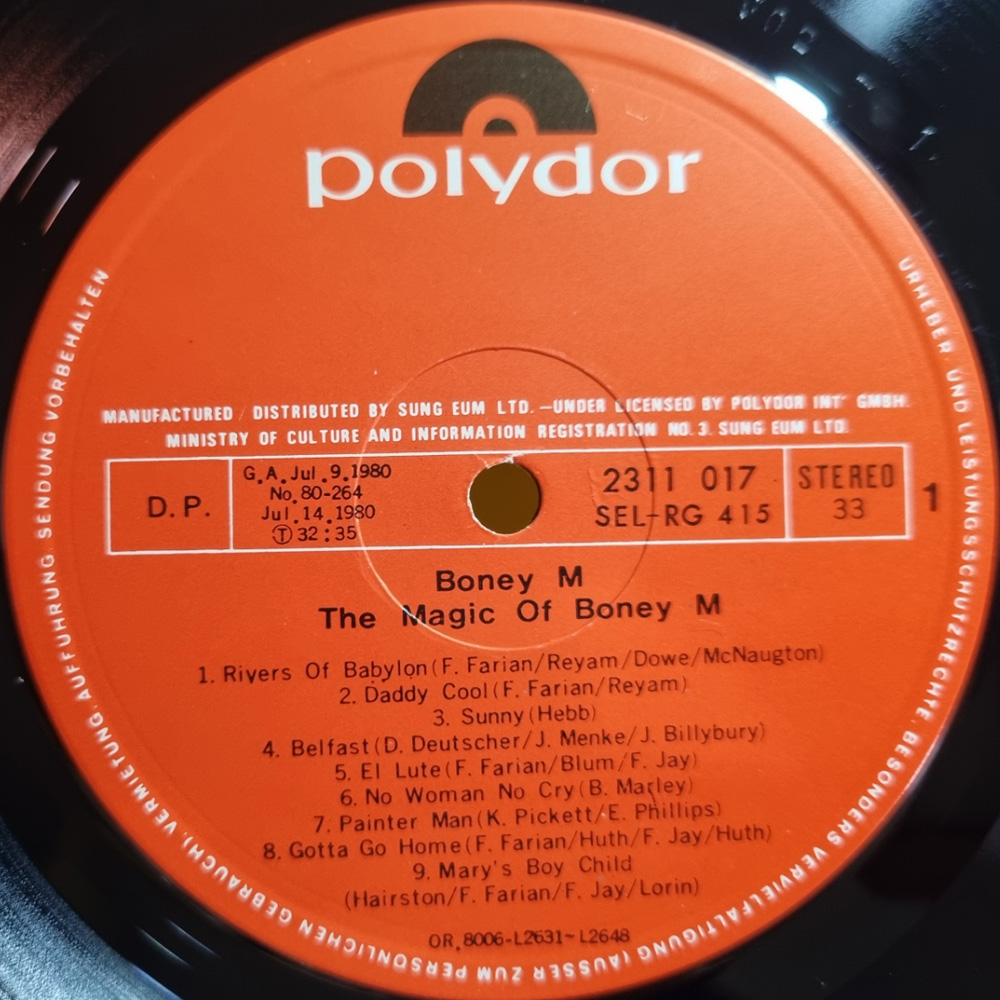 polydor
MANUFACTURED / DISTRIBUTED BY SUNG EUM LTD. —UNDER LICENSED BY POLYDOR INT' GMBH.
MINISTRY OF CULTURE AND INFORMATION REGISTRATION NO. 3. SUNG EUM LTD.
D.P.
G.A. Jul. 9. 1980
No. 80-264
Jul. 14. 1980
Ⓣ 32:35
2311 017
SEL-RG 415
STEREO
33
1
Boney M
The Magic Of Boney M
1. Rivers Of Babylon(F. Farian/Reyam/Dowe/McNaugton)
2. Daddy Cool(F. Farian/Reyam)
3. Sunny(Hebb)
4. Belfast(D. Deutscher/J. Menke/J. Billybury)
5. El Lute(F. Farian/Blum/F. Jay)
6. No Woman No Cry(B. Marley)
7. Painter Man(K. Pickett/E. Phillips)
8. Gotta Go Home(F. Farian/Huth/F. Jay/Huth)
9. Mary's Boy Child
(Hairston/F. Farian/F. Jay/Lorin)
OR. 8006-L2631~L2648
URHEBER. UND LEISTUNGSSCHUTZRECHTE. BESONDERS VERVIELFALTIGUNG (AUSSER ZUM PERSONLICHEN GEBRAUCH). VERMIETUNG. AUFFUHRUNG. SENDUNG VORBEHALTEN